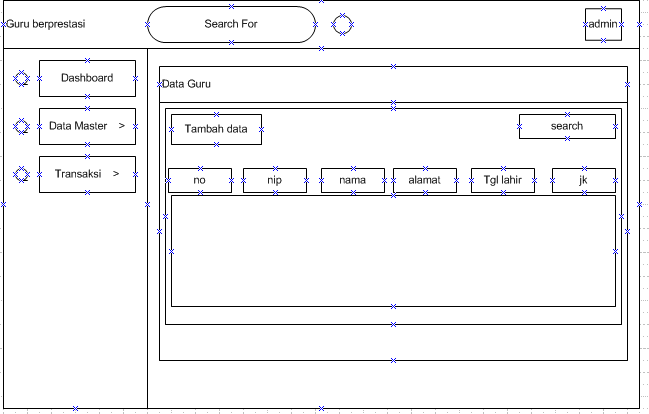 Guru berprestasi
Search For
admin
Dashboard
Data Master >
Transaksi >
Data Guru
Tambah data
search
no
nip
nama
alamat
Tgl lahir
jk